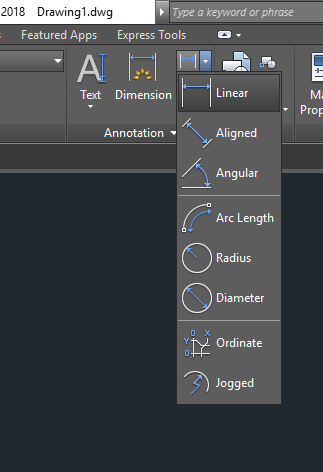 2018 Drawing1.dwg Type a keyword or phrase
Featured Apps Express Tools
Text Dimension
Annotation
Linear
Aligned
Angular
Arc Length
Radius
Diameter
Ordinate
Jogged